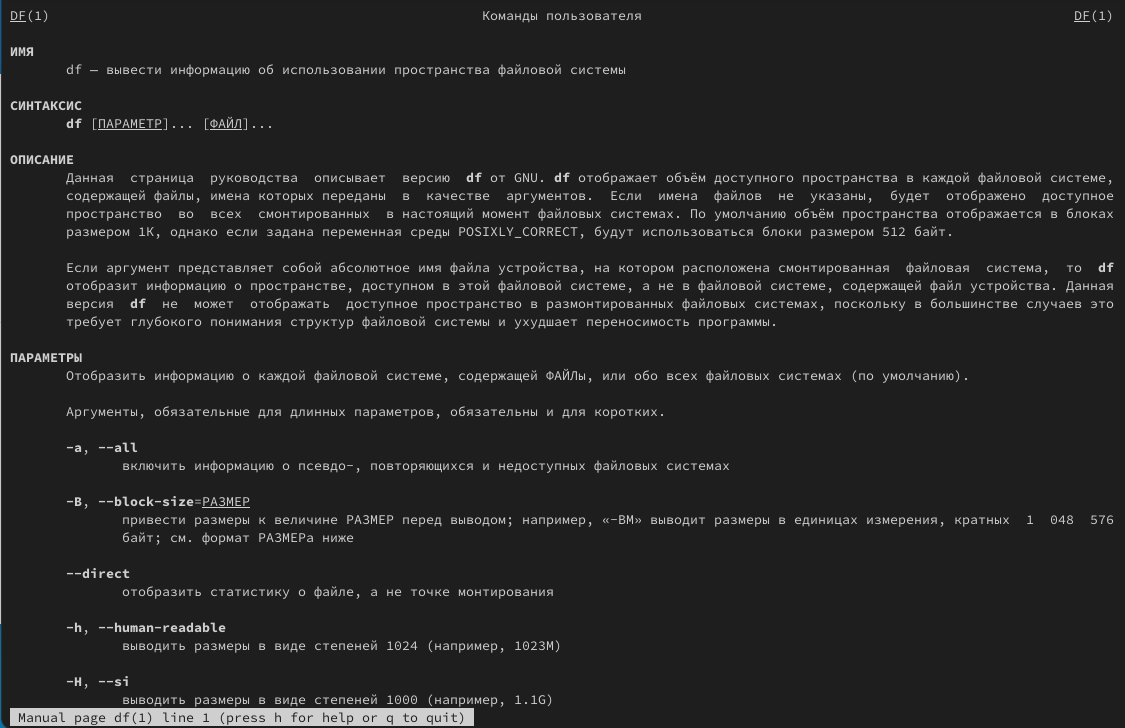 DF(1) Команды пользователя DF(1)
ИМЯ
df — вывести информацию об использовании пространства файловой системы
СИНТАКСИС
df [ПАРАМЕТР]... [ФАЙЛ]...
ОПИСАНИЕ
Данная страница руководства описывает версию df от GNU. df отображает объём доступного пространства в каждой файловой системе,
содержащей файлы, имена которых переданы в качестве аргументов. Если имена файлов не указаны, будет отображено доступное
пространство во всех смонтированных в настоящий момент файловых системах. По умолчанию объём пространства отображается в блоках
размером 1K, однако если задана переменная среды POSIXLY_CORRECT, будут использоваться блоки размером 512 байт.
Если аргумент представляет собой абсолютное имя файла устройства, на котором расположена смонтированная файловая система, то df
отобразит информацию о пространстве, доступном в этой файловой системе, а не в файловой системе, содержащей файл устройства. Данная
версия df не может отображать доступное пространство в размонтированных файловых системах, поскольку в большинстве случаев это
требует глубокого понимания структур файловой системы и ухудшает переносимость программы.
ПАРАМЕТРЫ
Отобразить информацию о каждой файловой системе, содержащей ФАЙЛы, или обо всех файловых системах (по умолчанию).
Аргументы, обязательные для длинных параметров, обязательны и для коротких.
-a, --all
включить информацию о псевдо-, повторяющихся и недоступных файловых системах
-B, --block-size=РАЗМЕР
привести размеры к величине РАЗМЕР перед выводом; например, «-BM» выводит размеры в единицах измерения, кратных 1 048 576
байт; см. формат РАЗМЕРа ниже
--direct
отобразить статистику о файле, а не точке монтирования
-h, --human-readable
выводить размеры в виде степеней 1024 (например, 1023M)
-H, --si
выводить размеры в виде степеней 1000 (например, 1.1G)
Manual page df(1) line 1 (press h for help or q to quit)